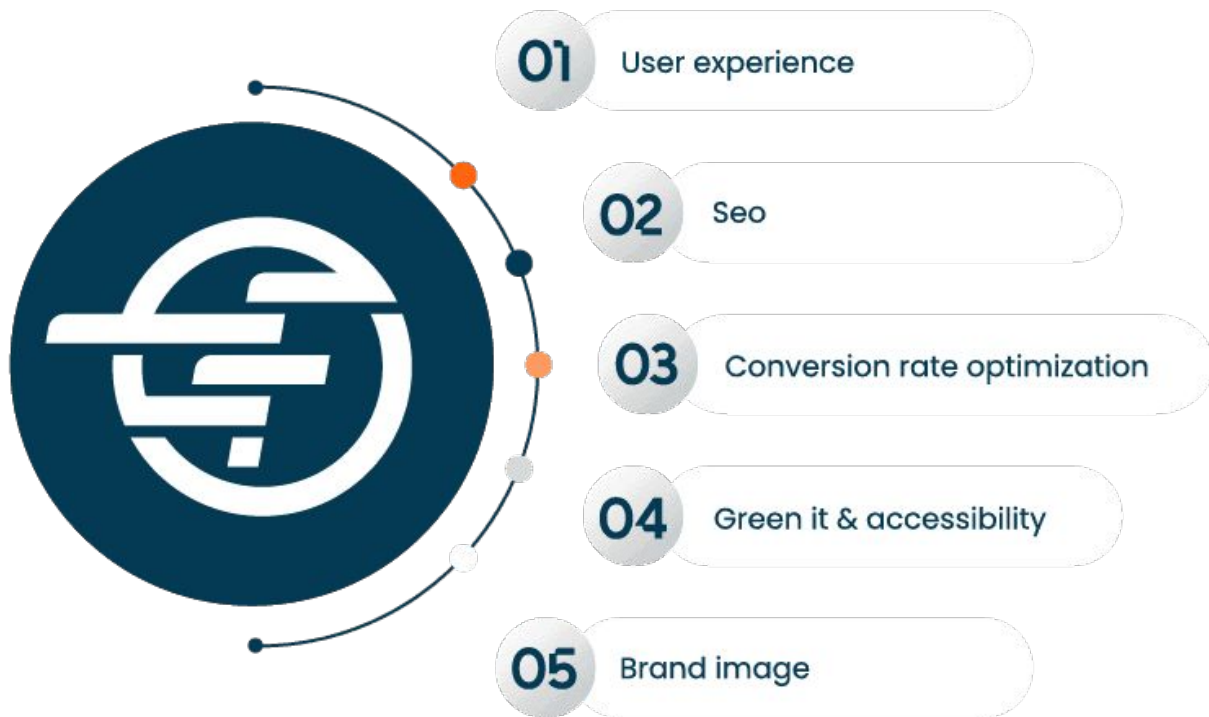 01 User experience
02 Seo
03 Conversion rate optimization
04 Green it & accessibility
05 Brand image